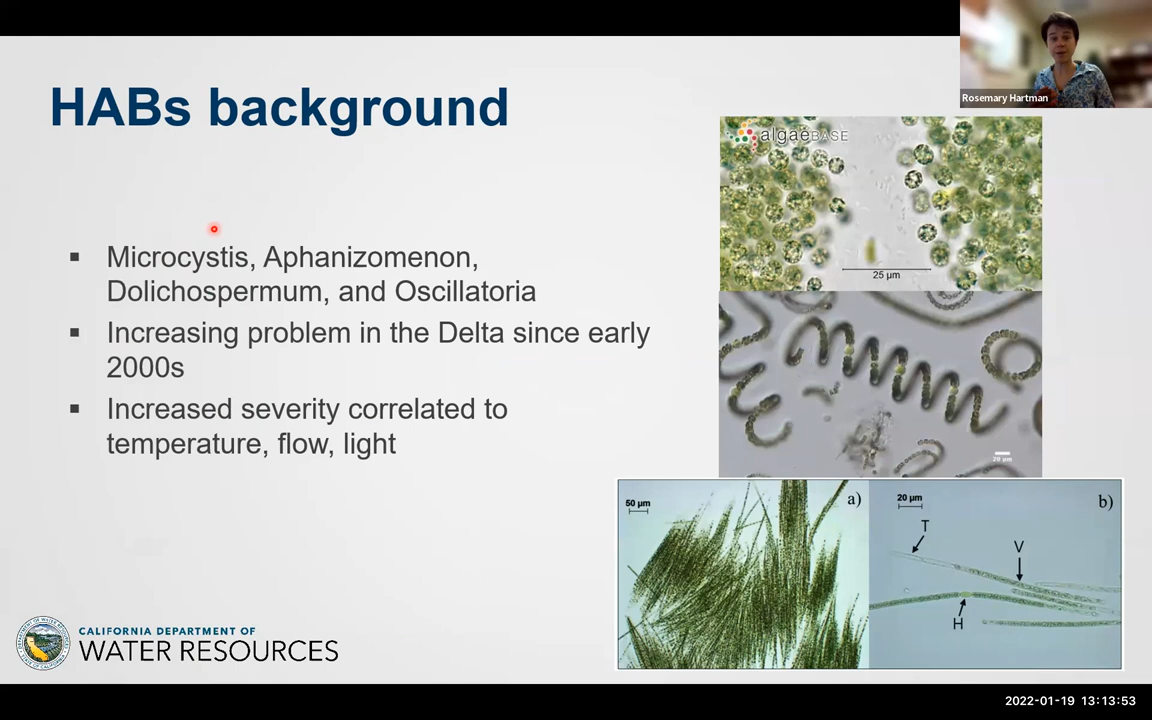 Rosemary Hartman
HABs background
▪ Microcystis, Aphanizomenon,
Dolichospermum, and Oscillatoria
▪ Increasing problem in the Delta since early
2000s
▪ Increased severity correlated to
temperature, flow, light
algaeBASE
25 µm
20 µm
50 µm
a)
20 µm
b)
T
V
H
CALIFORNIA DEPARTMENT OF
WATER RESOURCES
2022-01-19 13:13:53